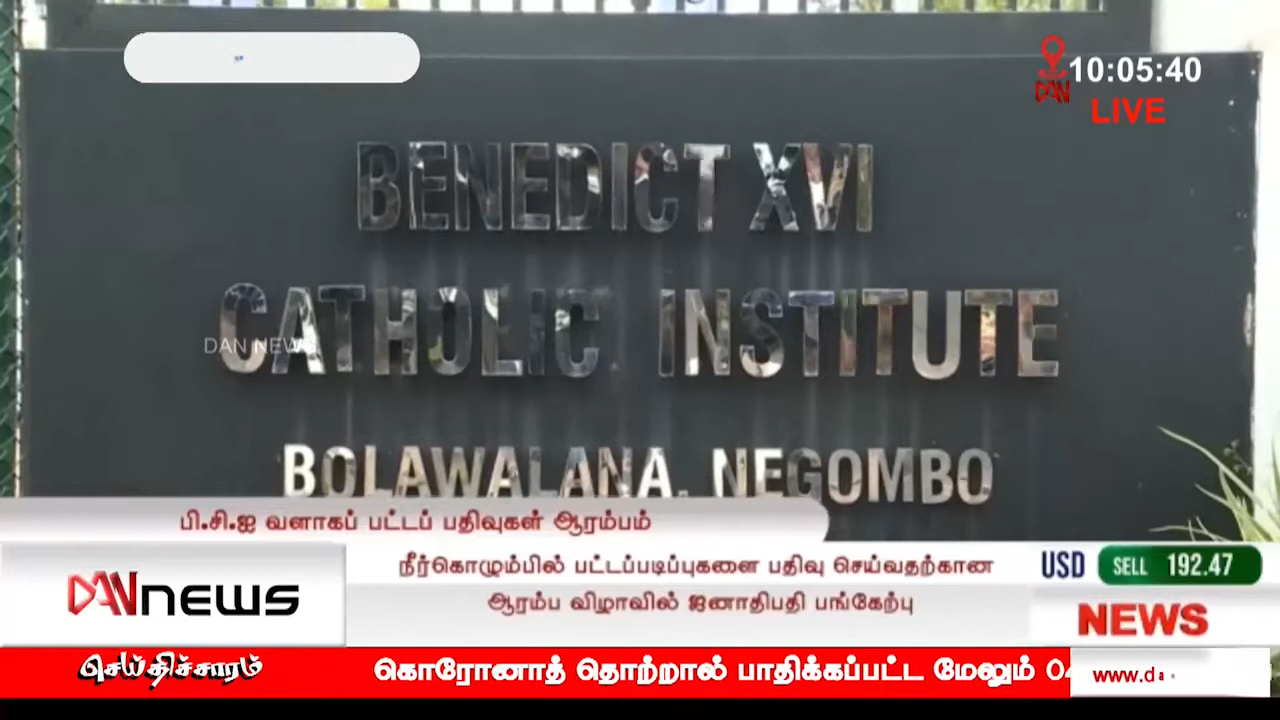 10:05:40
DAN
LIVE
BENEDICT XVI
CATHOLIC INSTITUTE
DAN NEWS
BOLAWALANA, NEGOMBO
பி.சி.ஐ வளாகப் பட்டப் பதிவுகள் ஆரம்பம்
நீர்கொழும்பில் பட்டப்படிப்புகளை பதிவு செய்வதற்கான
ஆரம்ப விழாவில் ஜனாதிபதி பங்கேற்பு
USD SELL 192.47
DAN news
NEWS
செய்திச்சாரம்
கொரோனாத் தொற்றால் பாதிக்கப்பட்ட மேலும்
www.d